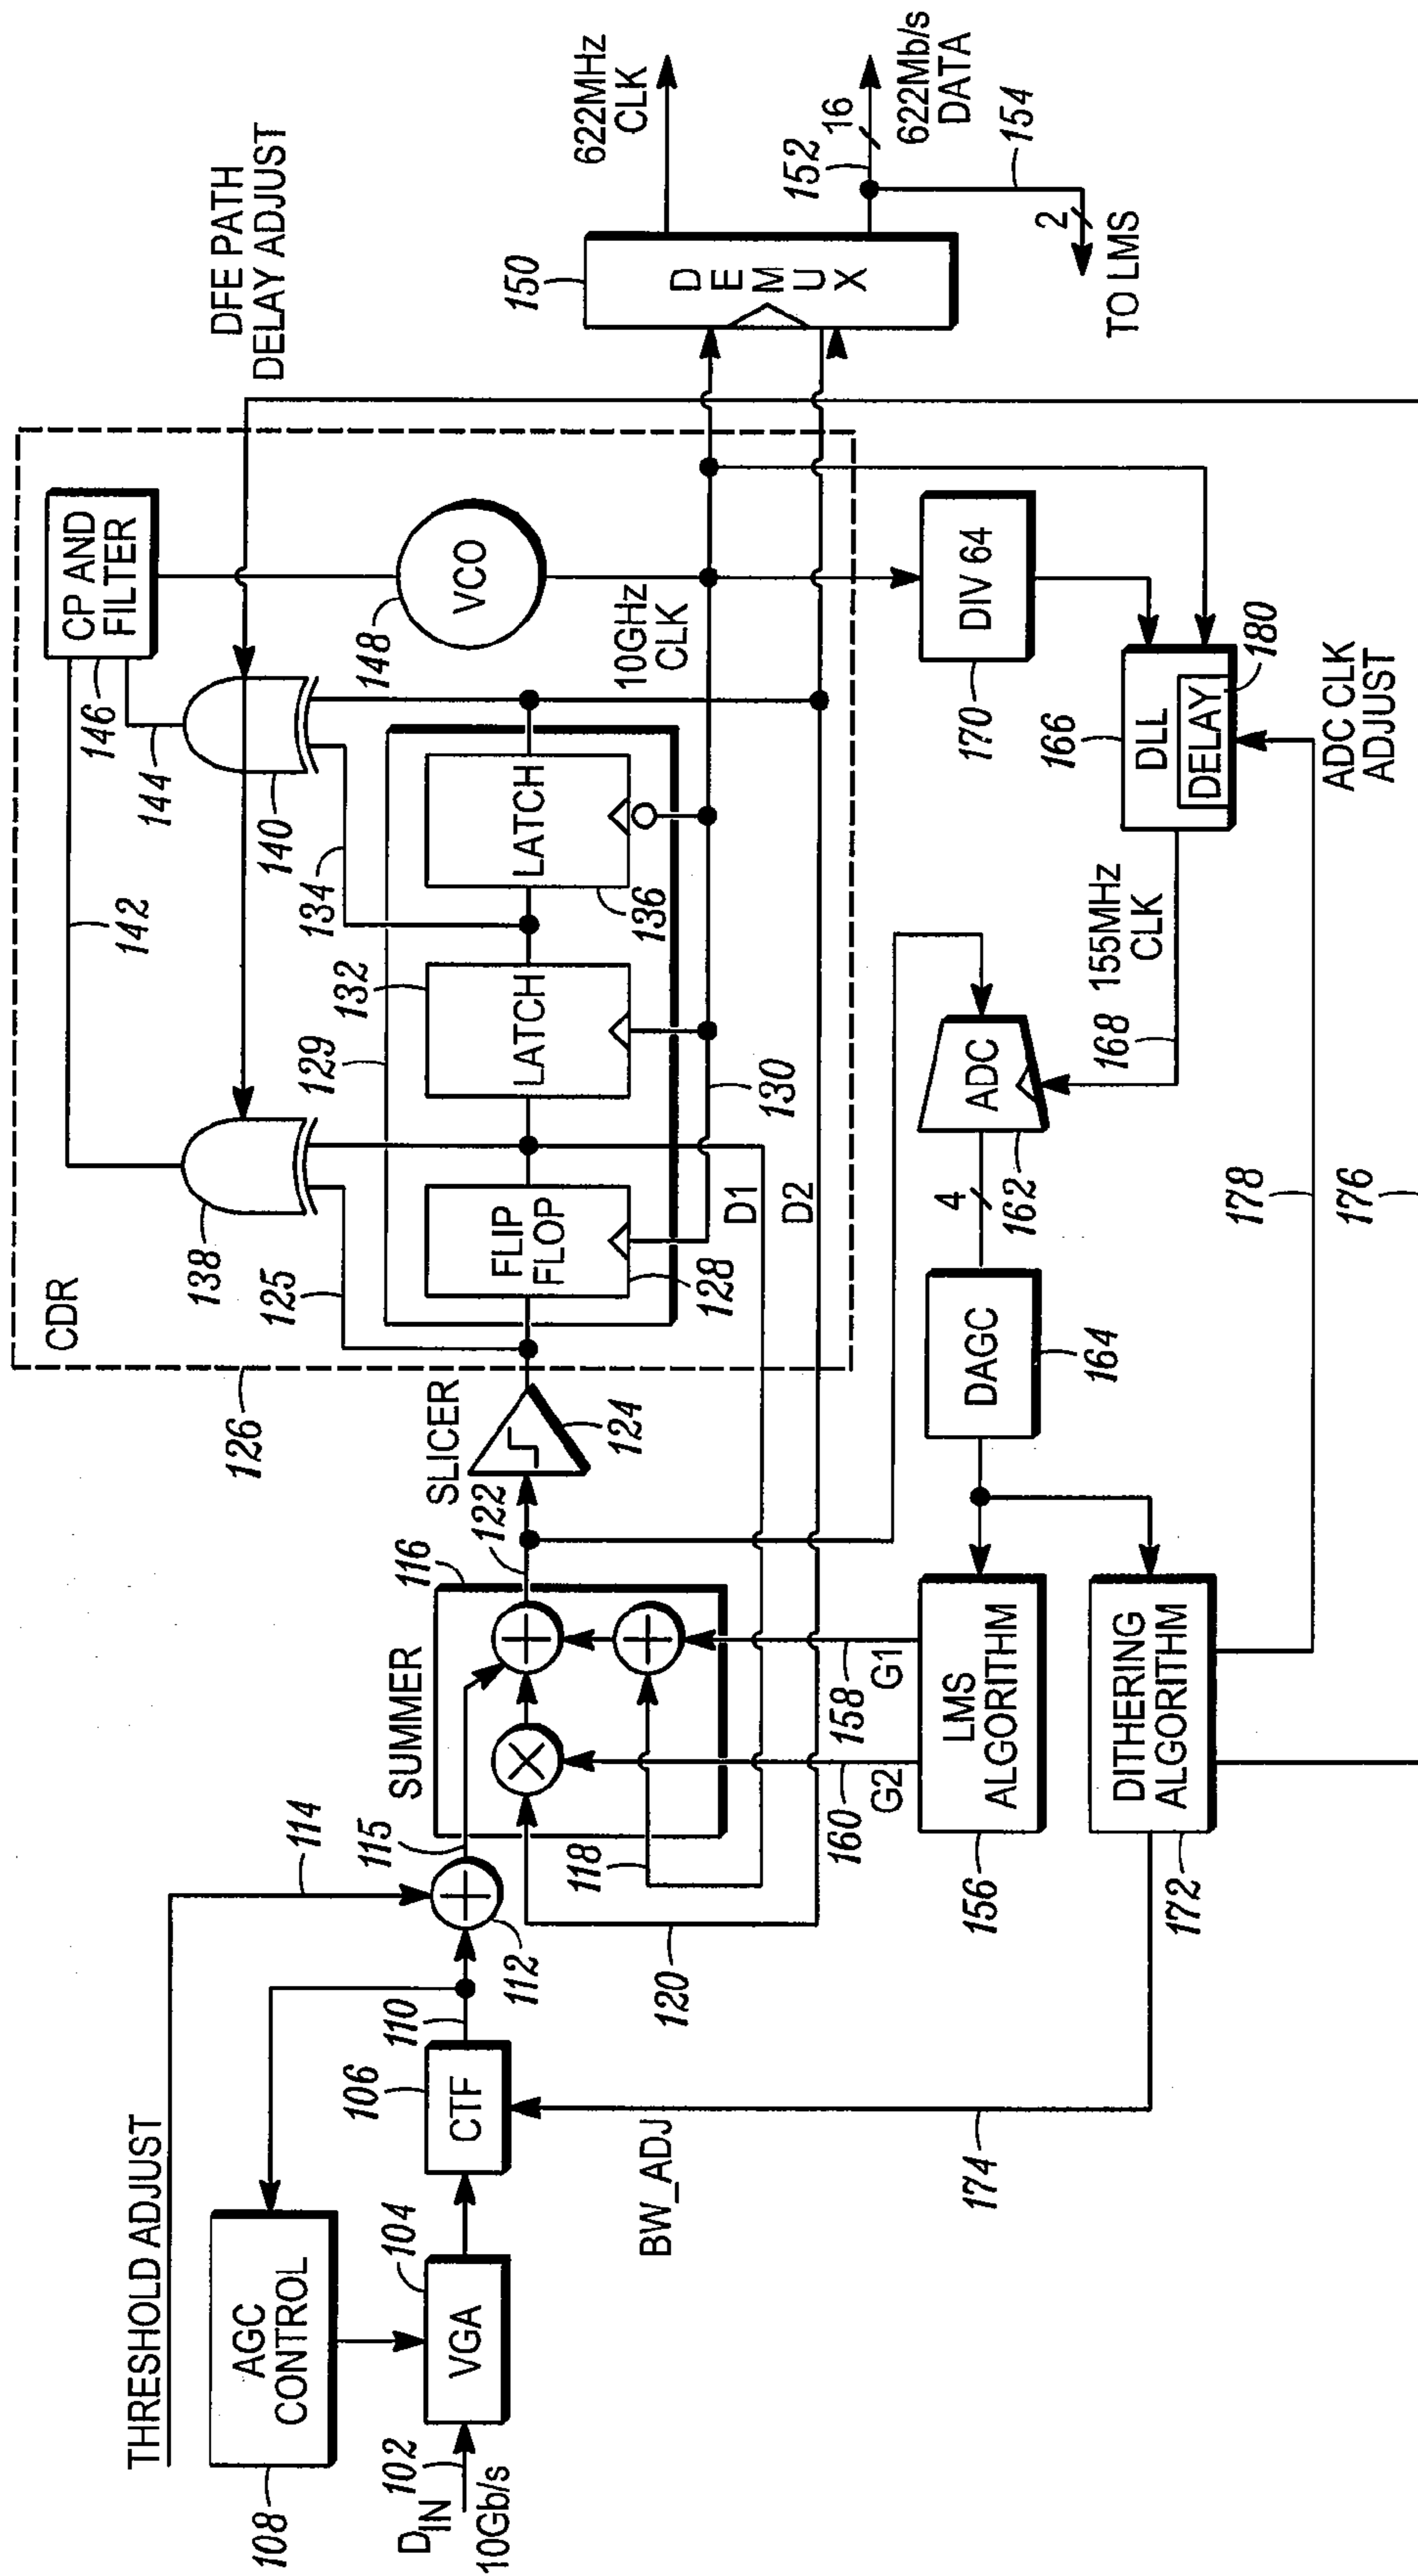 THRESHOLD ADJUST
114
AGC
CONTROL
108
D_IN
102
10Gb/s
VGA
104
CTF
106
110
112
115
BW_ADJ
174
SUMMER
116
118
120
122
SLICER
124
G1
158
G2
160
LMS
ALGORITHM
156
DITHERING
ALGORITHM
172
CDR
126
125
138
142
FLIP
FLOP
128
129
LATCH
132
134
LATCH
136
140
144
CP AND
FILTER
146
VCO
148
10GHz
CLK
130
D1
D2
DFE PATH
DELAY ADJUST
DEMUX
150
622MHz
CLK
152
16
622Mb/s
DATA
154
2
TO LMS
DIV 64
170
DLL
166
DELAY
180
ADC CLK
ADJUST
155MHz
CLK
168
ADC
162
4
DAGC
164
178
176